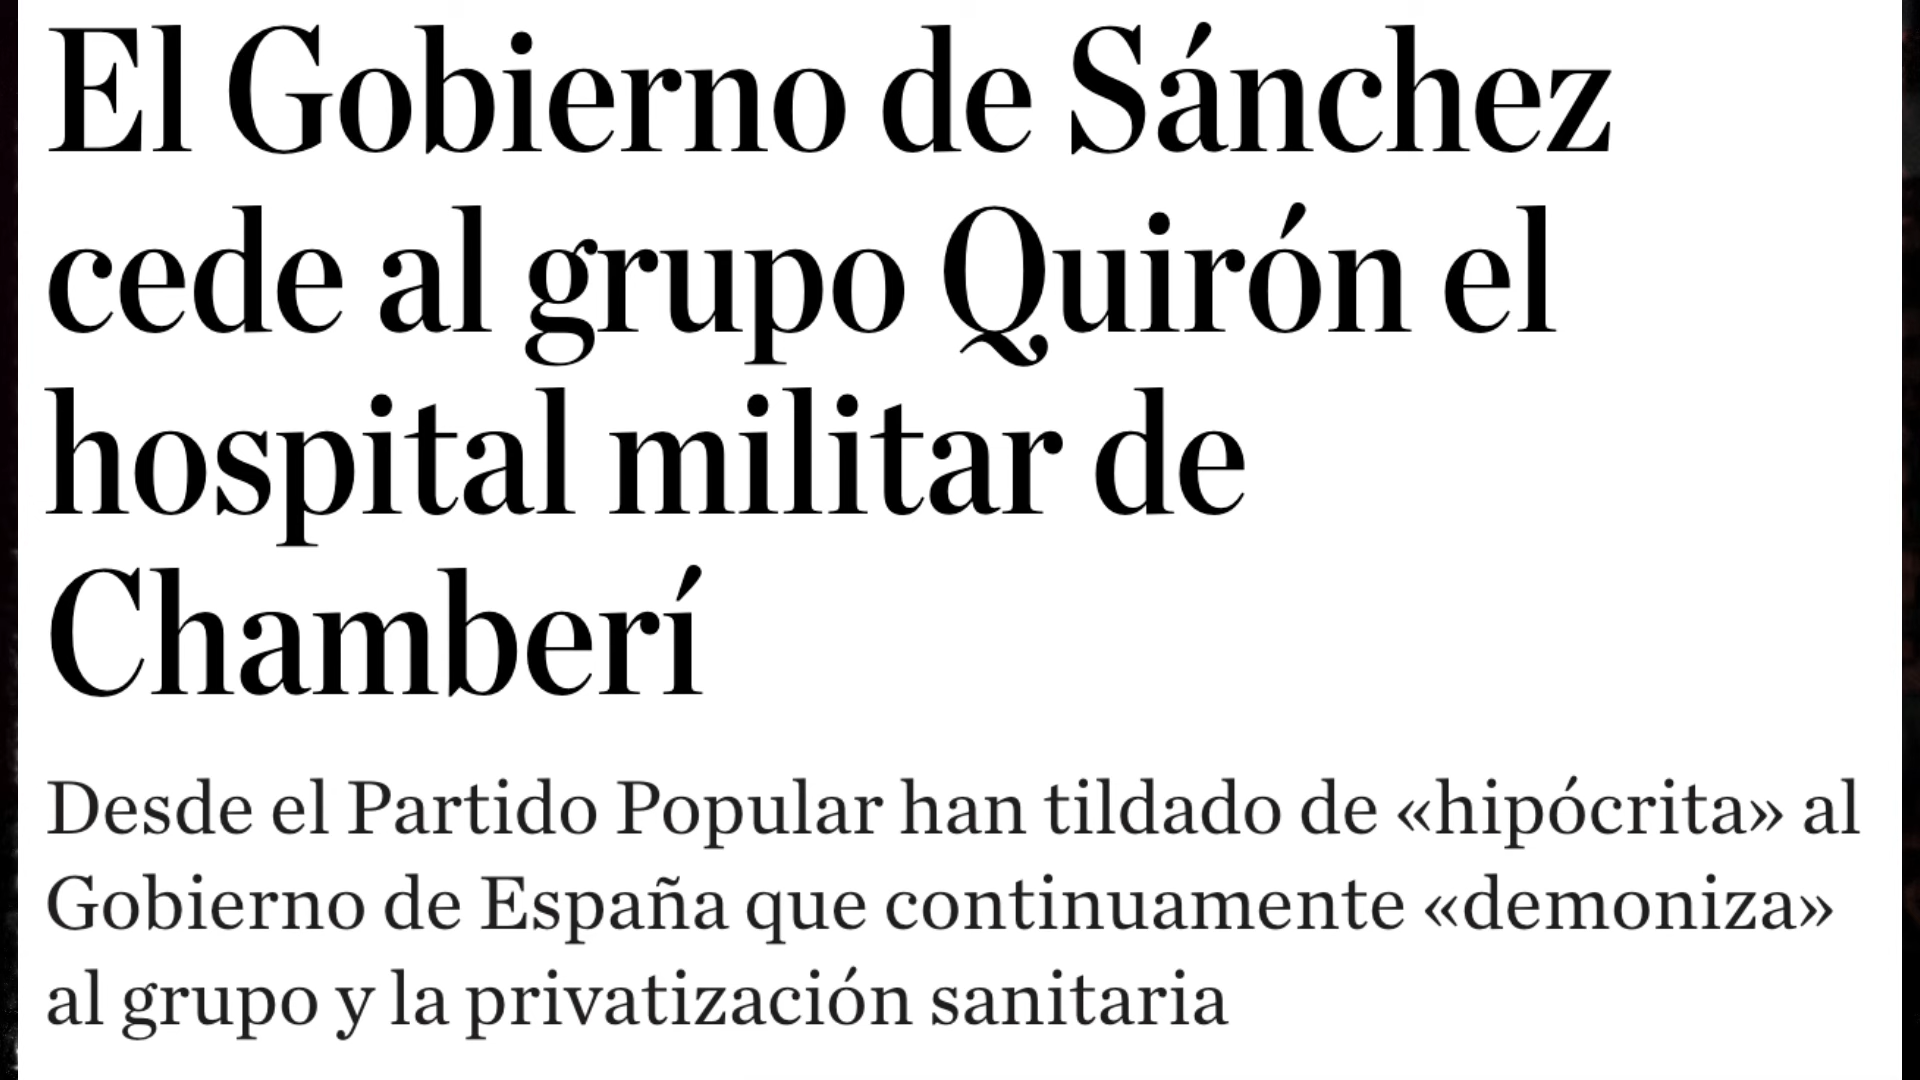 El Gobierno de Sánchez
cede al grupo Quirón el
hospital militar de
Chamberí
Desde el Partido Popular han tildado de «hipócrita» al
Gobierno de España que continuamente «demoniza»
al grupo y la privatización sanitaria